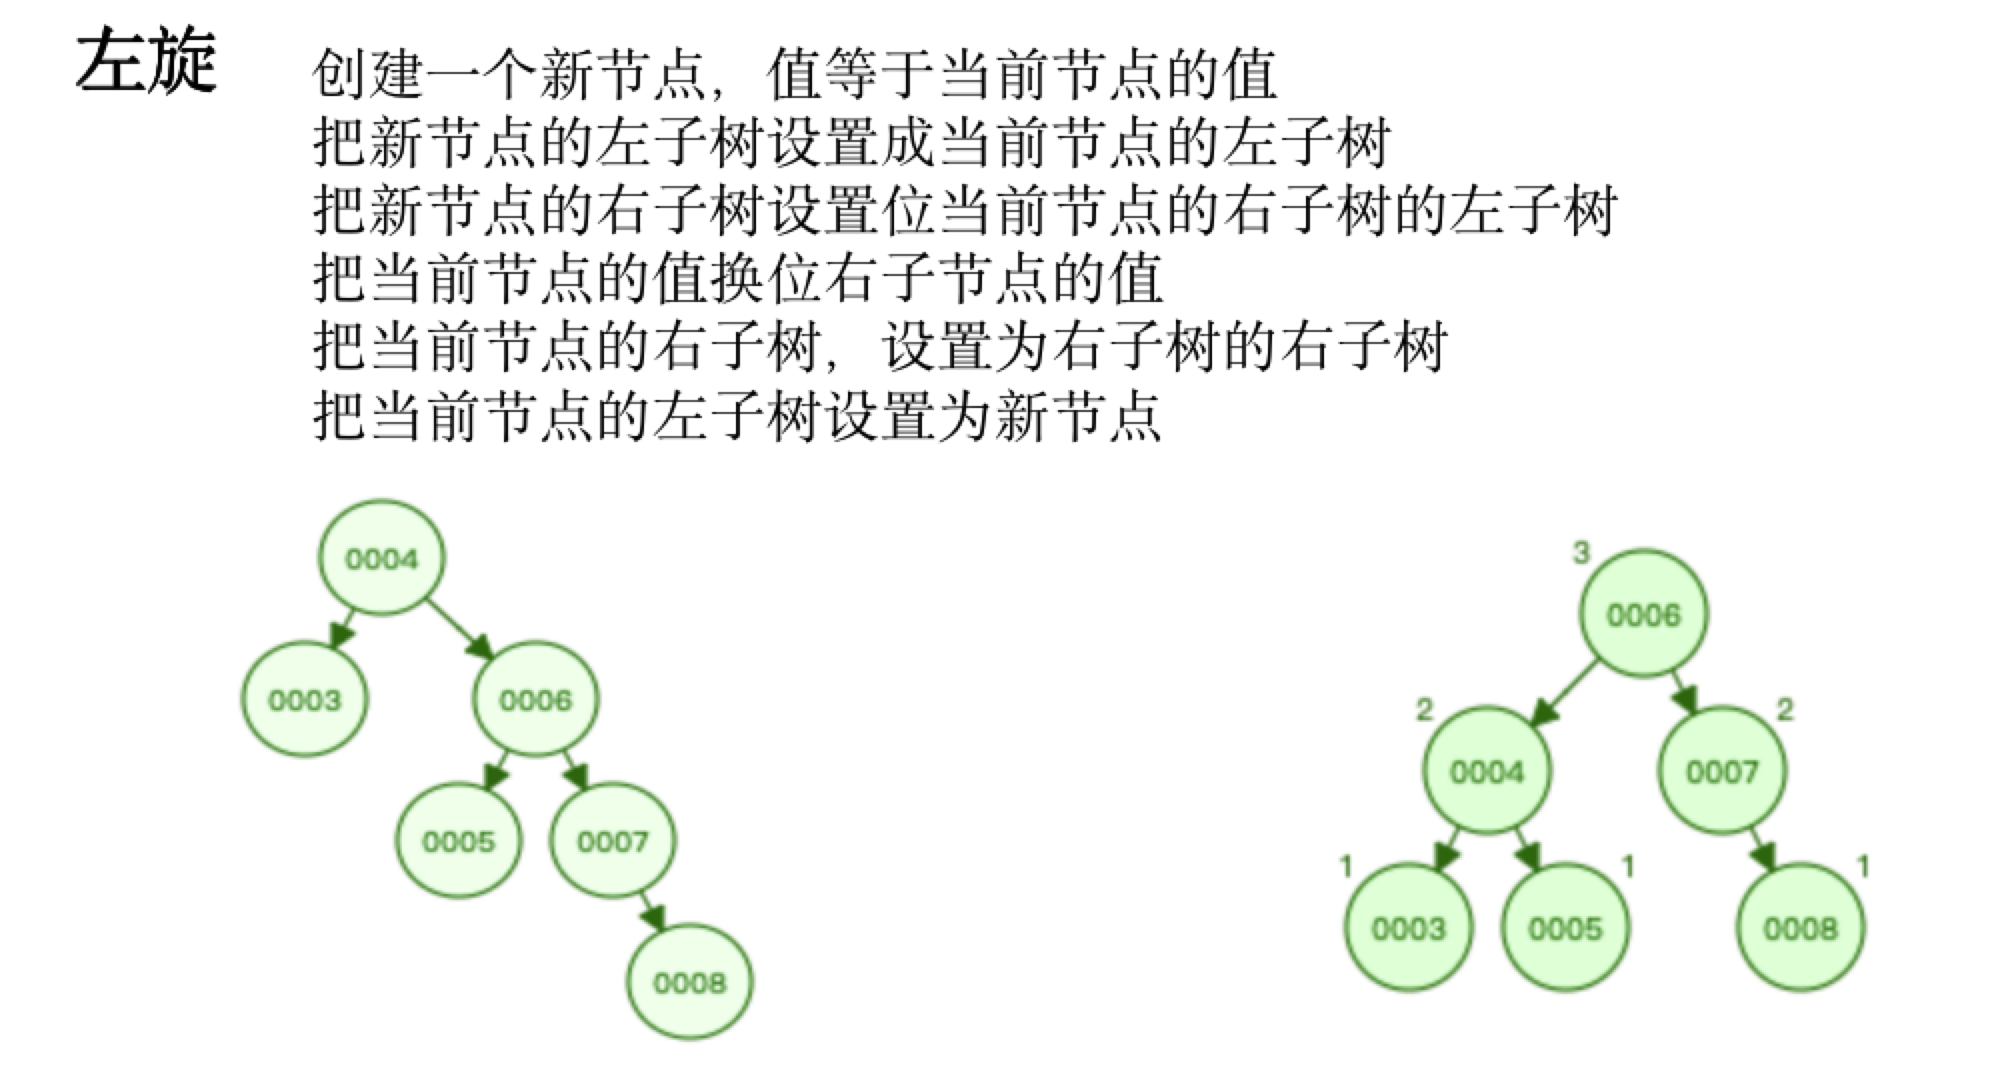 左旋
创建一个新节点，值等于当前节点的值
把新节点的左子树设置成当前节点的左子树
把新节点的右子树设置位当前节点的右子树的左子树
把当前节点的值换位右子节点的值
把当前节点的右子树，设置为右子树的右子树
把当前节点的左子树设置为新节点
0004
0003
0006
0005
0007
0008
3
0006
2
0004
0007
2
1
0003
0005
1
0008
1